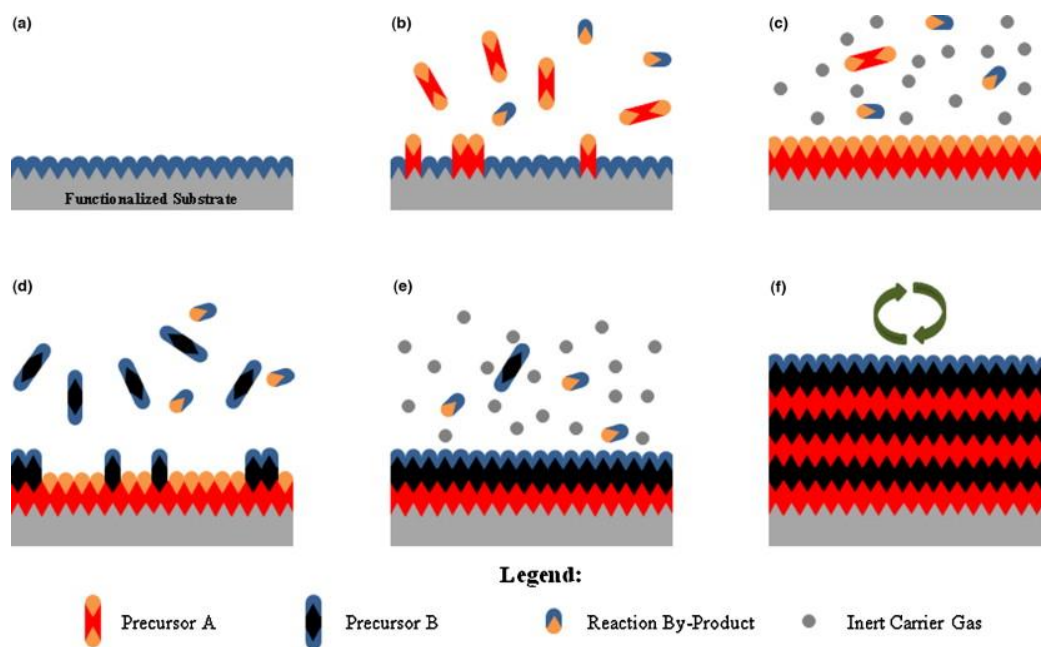 (a)
(b)
(c)
Functionalized Substrate
(d)
(e)
(f)
Legend:
Precursor A
Precursor B
Reaction By-Product
Inert Carrier Gas